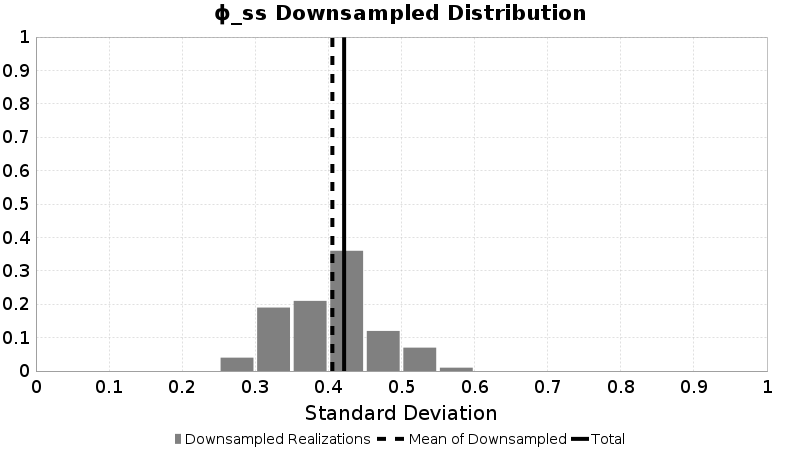 ϕ_ss Downsampled Distribution
1
0.9
0.8
0.7
0.6
0.5
0.4
0.3
0.2
0.1
0
0 0.1 0.2 0.3 0.4 0.5 0.6 0.7 0.8 0.9 1
Standard Deviation
Downsampled Realizations Mean of Downsampled Total